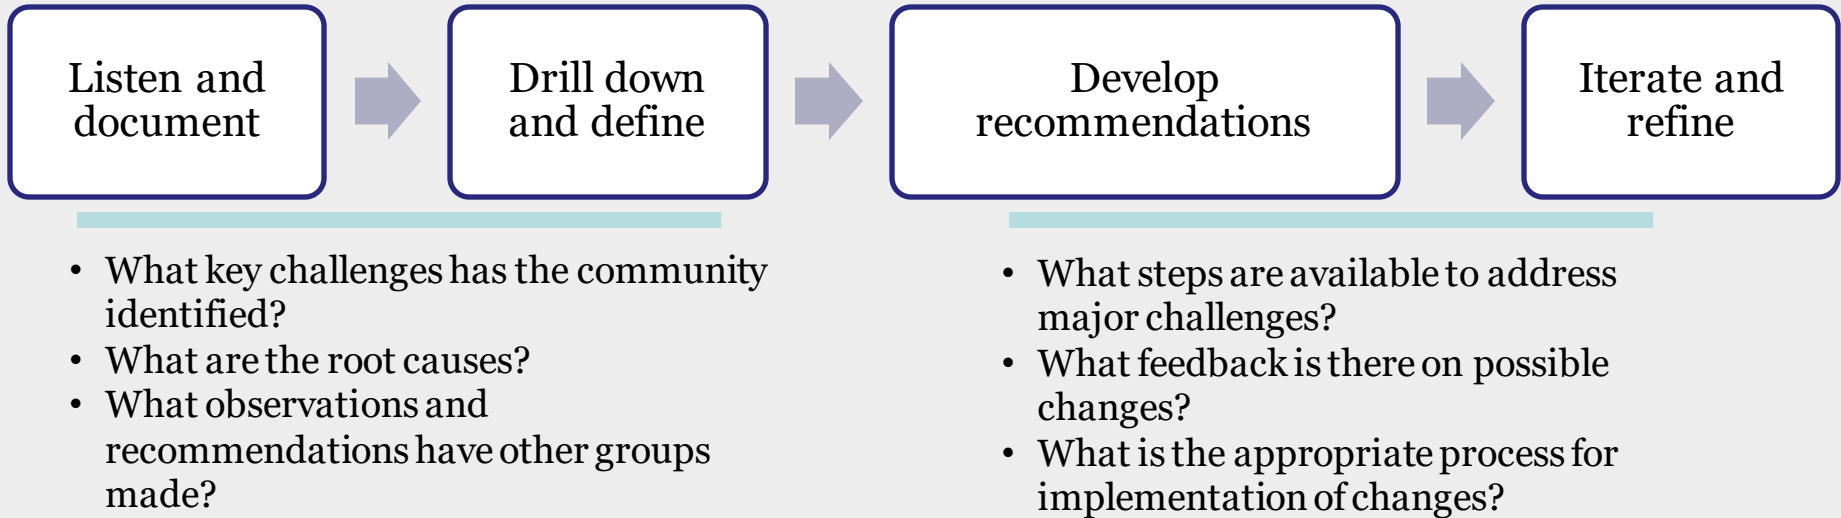 Listen and
document
Drill down
and define
Develop
recommendations
Iterate and
refine
• What key challenges has the community
identified?
• What are the root causes?
• What observations and
recommendations have other groups
made?
• What steps are available to address
major challenges?
• What feedback is there on possible
changes?
• What is the appropriate process for
implementation of changes?